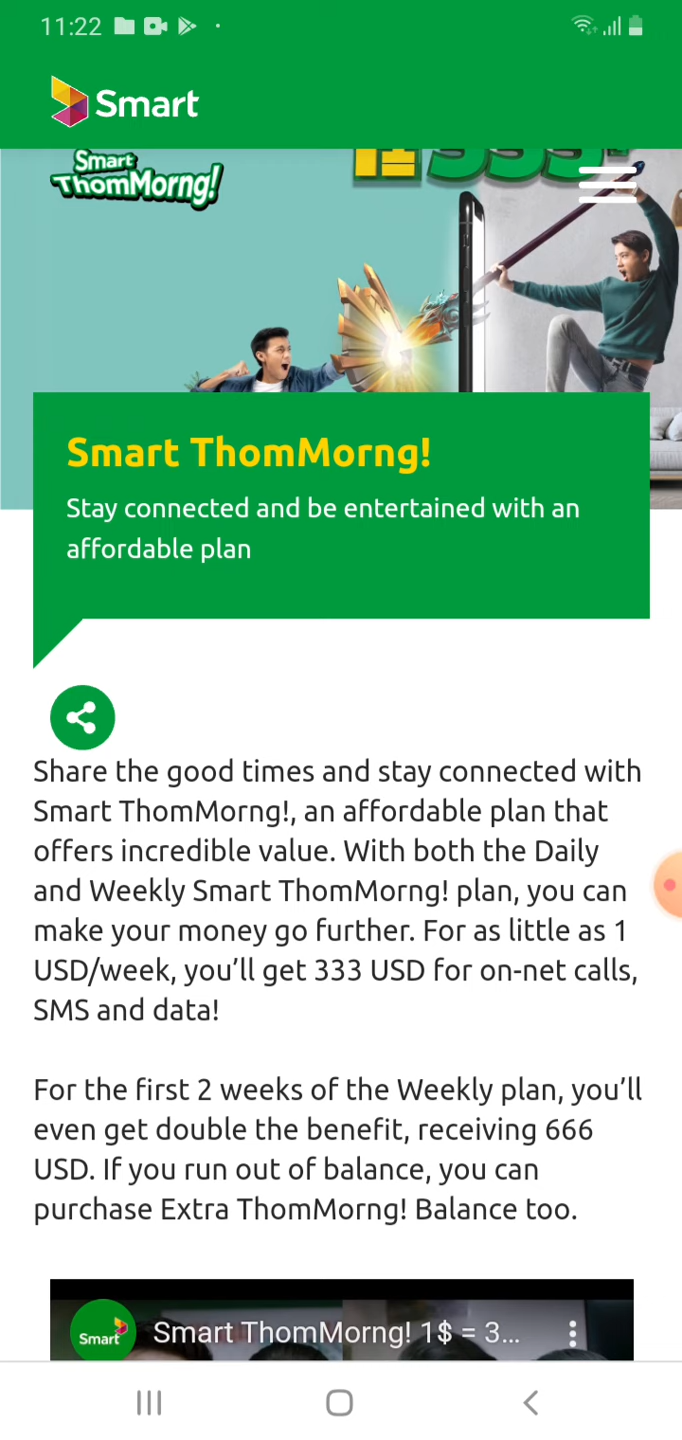 11:22
Smart
1$ 333
Smart
ThomMorng!
Smart ThomMorng!
Stay connected and be entertained with an
affordable plan
Share the good times and stay connected with
Smart ThomMorng!, an affordable plan that
offers incredible value. With both the Daily
and Weekly Smart ThomMorng! plan, you can
make your money go further. For as little as 1
USD/week, you’ll get 333 USD for on-net calls,
SMS and data!
For the first 2 weeks of the Weekly plan, you’ll
even get double the benefit, receiving 666
USD. If you run out of balance, you can
purchase Extra ThomMorng! Balance too.
Smart
Smart ThomMorng! 1$ = 3...